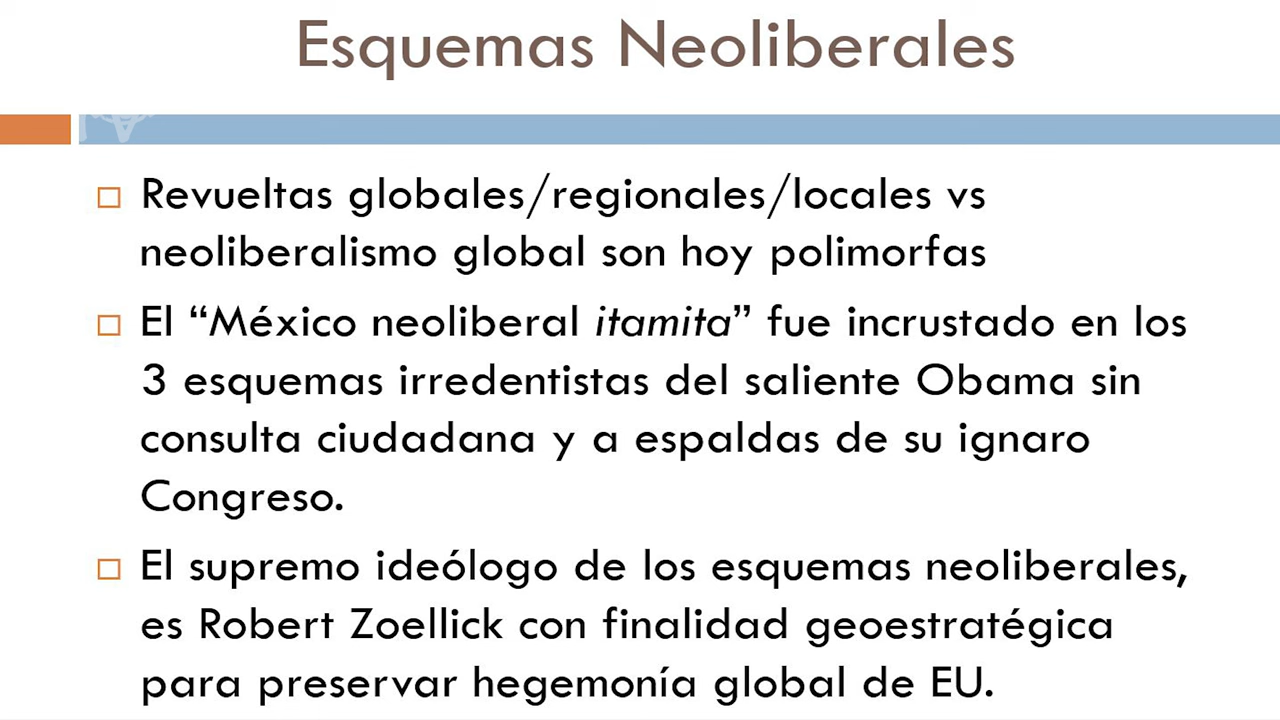 Esquemas Neoliberales
Revueltas globales/regionales/locales vs
neoliberalismo global son hoy polimorfas
El “México neoliberal itamita” fue incrustado en los
3 esquemas irredentistas del saliente Obama sin
consulta ciudadana y a espaldas de su ignaro
Congreso.
El supremo ideólogo de los esquemas neoliberales,
es Robert Zoellick con finalidad geoestratégica
para preservar hegemonía global de EU.